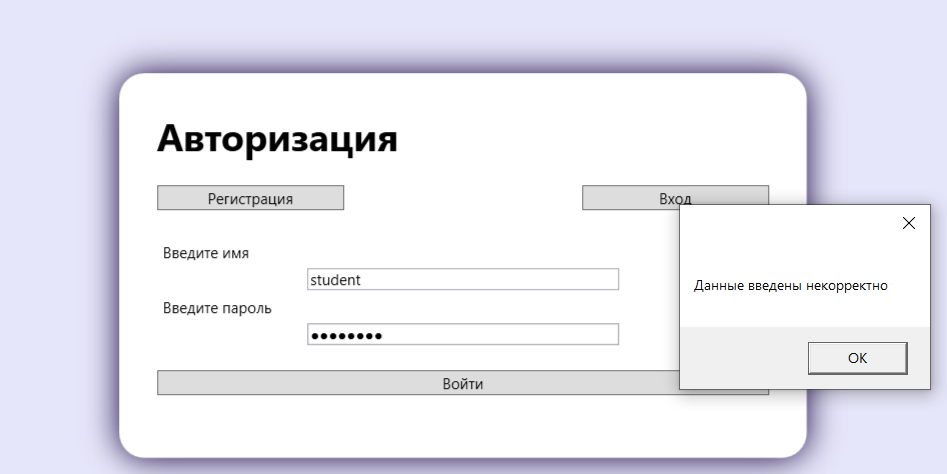 Авторизация
Регистрация
Вход
Введите имя
student
Введите пароль
••••••••
Войти
Данные введены некорректно
OK